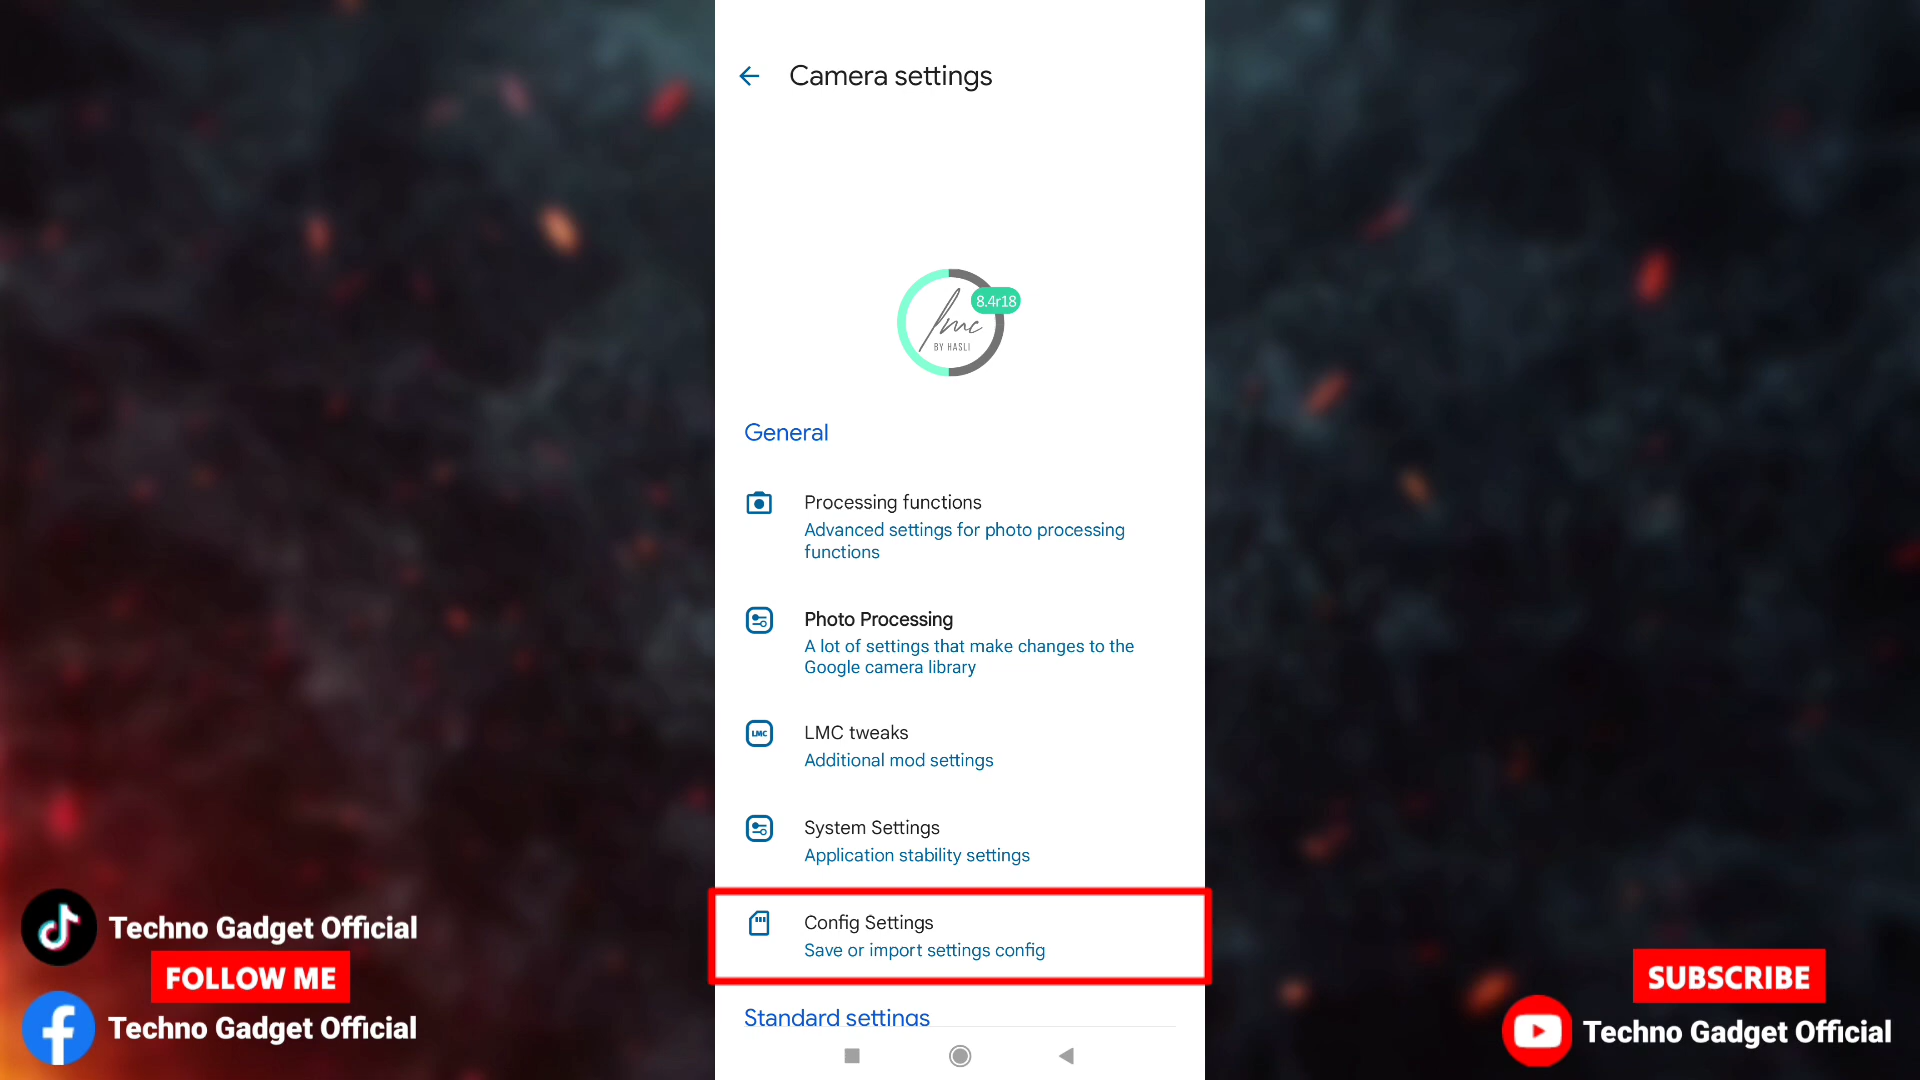 Camera settings
8.4r18
lmc
BY HASLI
General
Processing functions
Advanced settings for photo processing
functions
Photo Processing
A lot of settings that make changes to the
Google camera library
LMC
LMC tweaks
Additional mod settings
System Settings
Application stability settings
Config Settings
Save or import settings config
Standard settings
Techno Gadget Official
FOLLOW ME
Techno Gadget Official
SUBSCRIBE
Techno Gadget Official